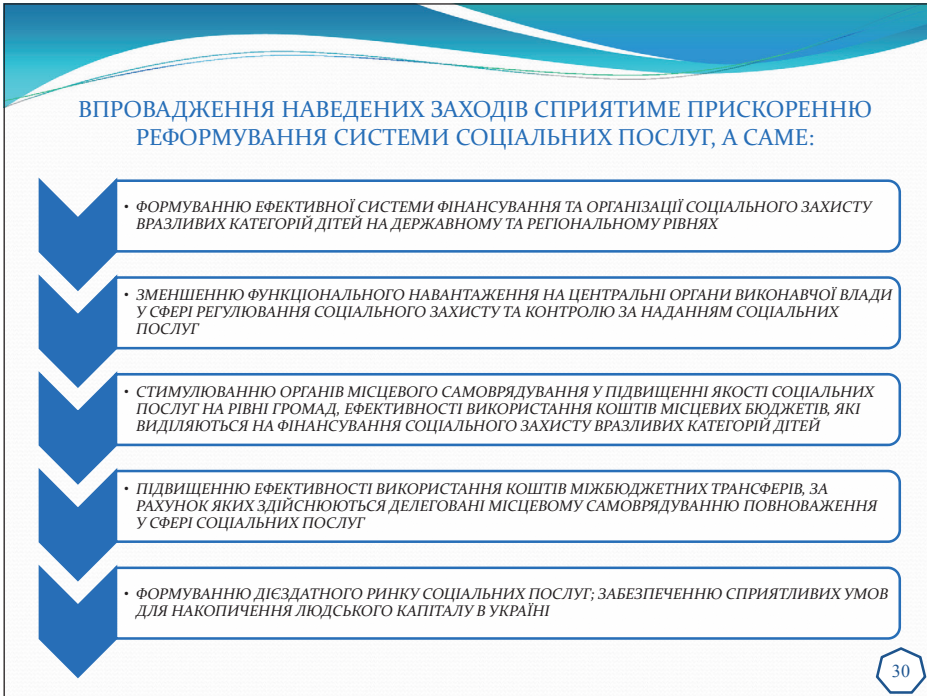 ВПРОВАДЖЕННЯ НАВЕДЕНИХ ЗАХОДІВ СПРИЯТИМЕ ПРИСКОРЕННЮ
РЕФОРМУВАННЯ СИСТЕМИ СОЦІАЛЬНИХ ПОСЛУГ, А САМЕ:
• ФОРМУВАННЮ ЕФЕКТИВНОЇ СИСТЕМИ ФІНАНСУВАННЯ ТА ОРГАНІЗАЦІЇ СОЦІАЛЬНОГО ЗАХИСТУ
ВРАЗЛИВИХ КАТЕГОРІЙ ДІТЕЙ НА ДЕРЖАВНОМУ ТА РЕГІОНАЛЬНОМУ РІВНЯХ
• ЗМЕНШЕННЮ ФУНКЦІОНАЛЬНОГО НАВАНТАЖЕННЯ НА ЦЕНТРАЛЬНІ ОРГАНИ ВИКОНАВЧОЇ ВЛАДИ
У СФЕРІ РЕГУЛЮВАННЯ СОЦІАЛЬНОГО ЗАХИСТУ ТА КОНТРОЛЮ ЗА НАДАННЯМ СОЦІАЛЬНИХ
ПОСЛУГ
• СТИМУЛЮВАННЮ ОРГАНІВ МІСЦЕВОГО САМОВРЯДУВАННЯ У ПІДВИЩЕННІ ЯКОСТІ СОЦІАЛЬНИХ
ПОСЛУГ НА РІВНІ ГРОМАД, ЕФЕКТИВНОСТІ ВИКОРИСТАННЯ КОШТІВ МІСЦЕВИХ БЮДЖЕТІВ, ЯКІ
ВИДІЛЯЮТЬСЯ НА ФІНАНСУВАННЯ СОЦІАЛЬНОГО ЗАХИСТУ ВРАЗЛИВИХ КАТЕГОРІЙ ДІТЕЙ
• ПІДВИЩЕННЮ ЕФЕКТИВНОСТІ ВИКОРИСТАННЯ КОШТІВ МІЖБЮДЖЕТНИХ ТРАНСФЕРІВ, ЗА
РАХУНОК ЯКИХ ЗДІЙСНЮЮТЬСЯ ДЕЛЕГОВАНІ МІСЦЕВОМУ САМОВРЯДУВАННЮ ПОВНОВАЖЕННЯ
У СФЕРІ СОЦІАЛЬНИХ ПОСЛУГ
• ФОРМУВАННЮ ДІЄЗДАТНОГО РИНКУ СОЦІАЛЬНИХ ПОСЛУГ; ЗАБЕЗПЕЧЕННЮ СПРИЯТЛИВИХ УМОВ
ДЛЯ НАКОПИЧЕННЯ ЛЮДСЬКОГО КАПІТАЛУ В УКРАЇНІ
30